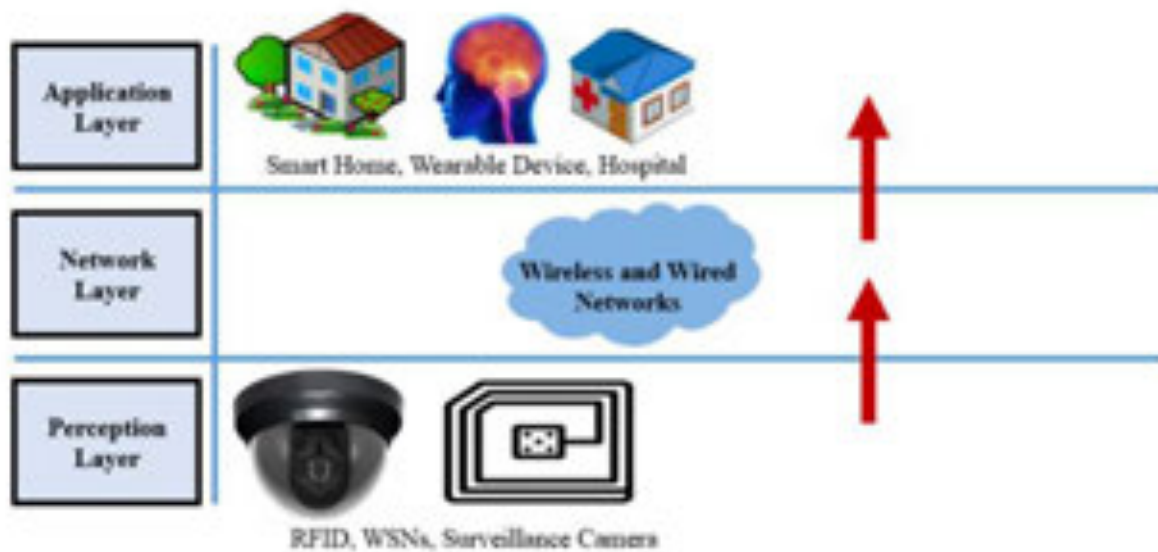 Application
Layer
Smart Home, Wearable Device, Hospital
Network
Layer
Wireless and Wired
Networks
Perception
Layer
RFID, WSNs, Surveillance Camera